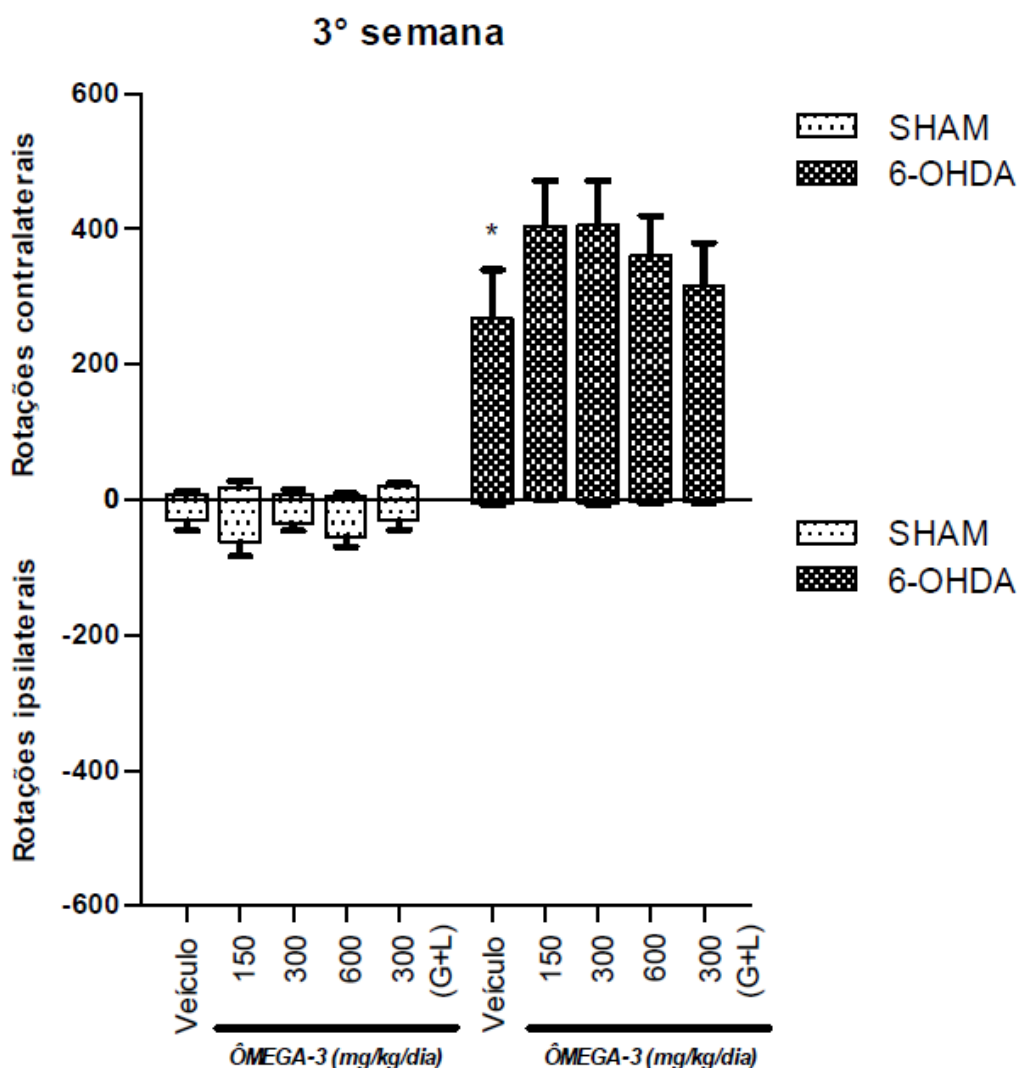 3° semana
Rotações contralaterais
Rotações ipsilaterais
600
400
200
0
-200
-400
-600
*
SHAM
6-OHDA
SHAM
6-OHDA
Veículo
150
300
600
300
(G+L)
Veículo
150
300
600
300
(G+L)
ÔMEGA-3 (mg/kg/dia)
ÔMEGA-3 (mg/kg/dia)